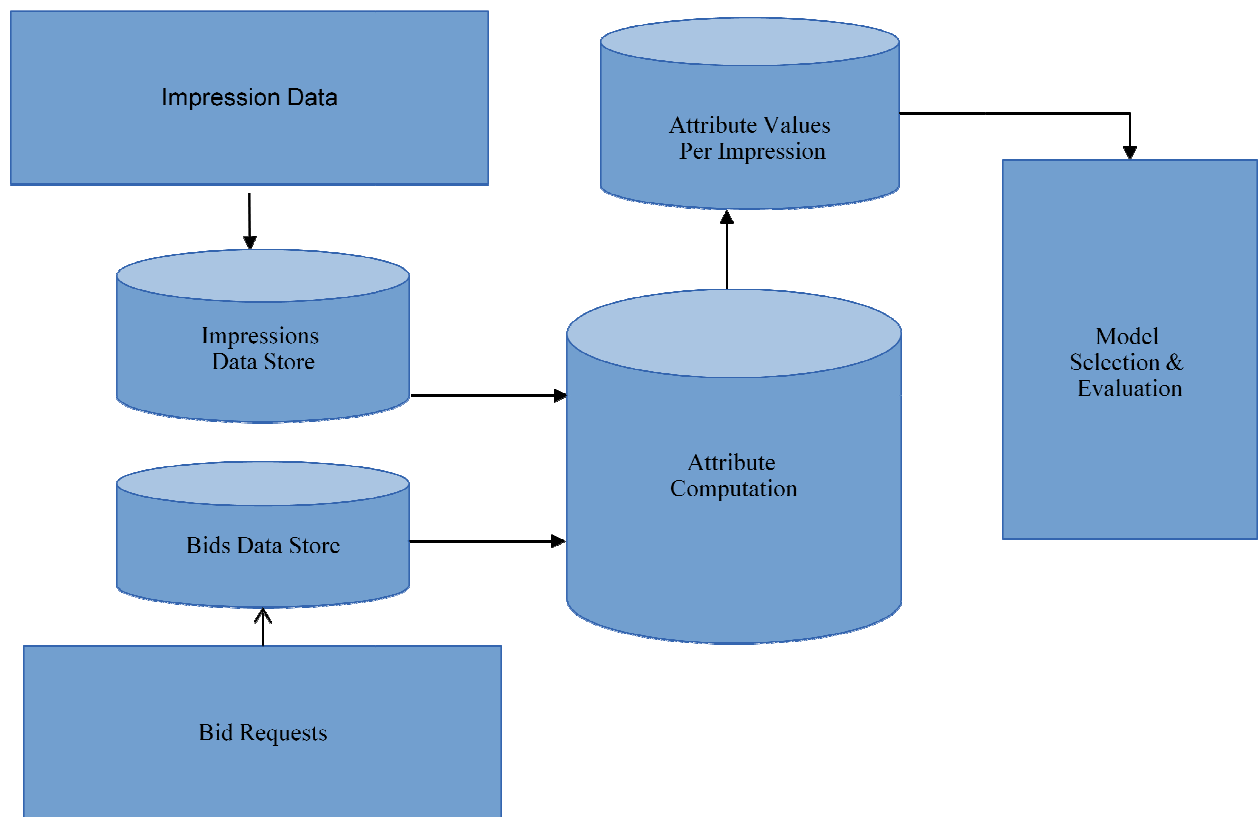 Impression Data
Attribute Values
Per Impression
Impressions
Data Store
Model
Selection &
Evaluation
Attribute
Computation
Bids Data Store
Bid Requests